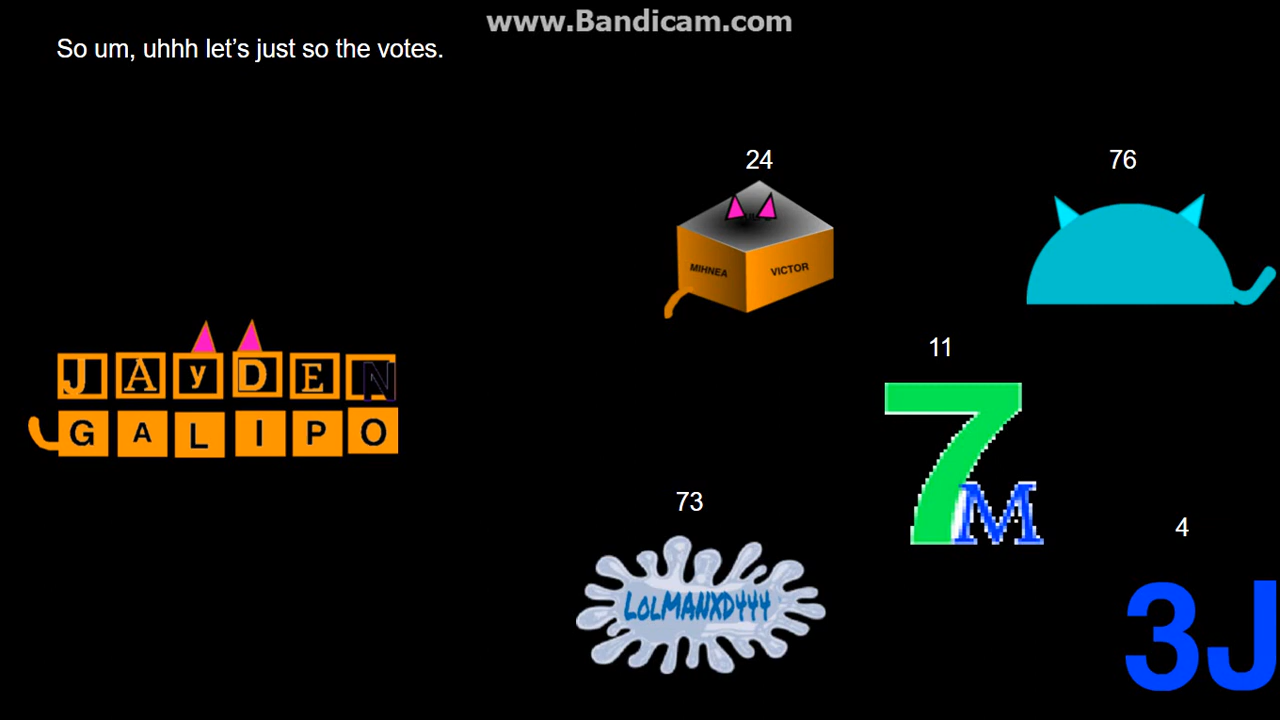 www.Bandicam.com
So um, uhhh let’s just so the votes.
24
76
MIHNEA
VICTOR
11
JAyDEN
GALIPO
7
M
73
LOLMANXD444
4
3J